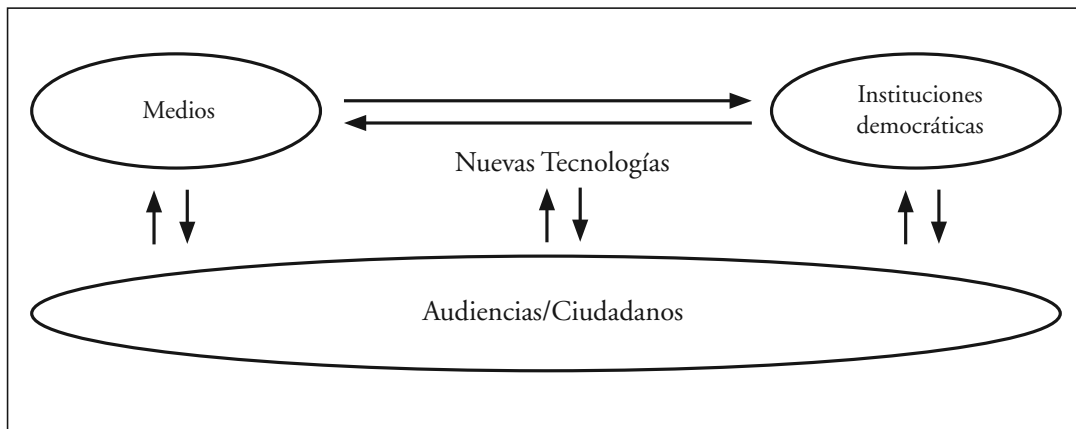 Medios
Instituciones
democráticas
Nuevas Tecnologías
Audiencias/Ciudadanos